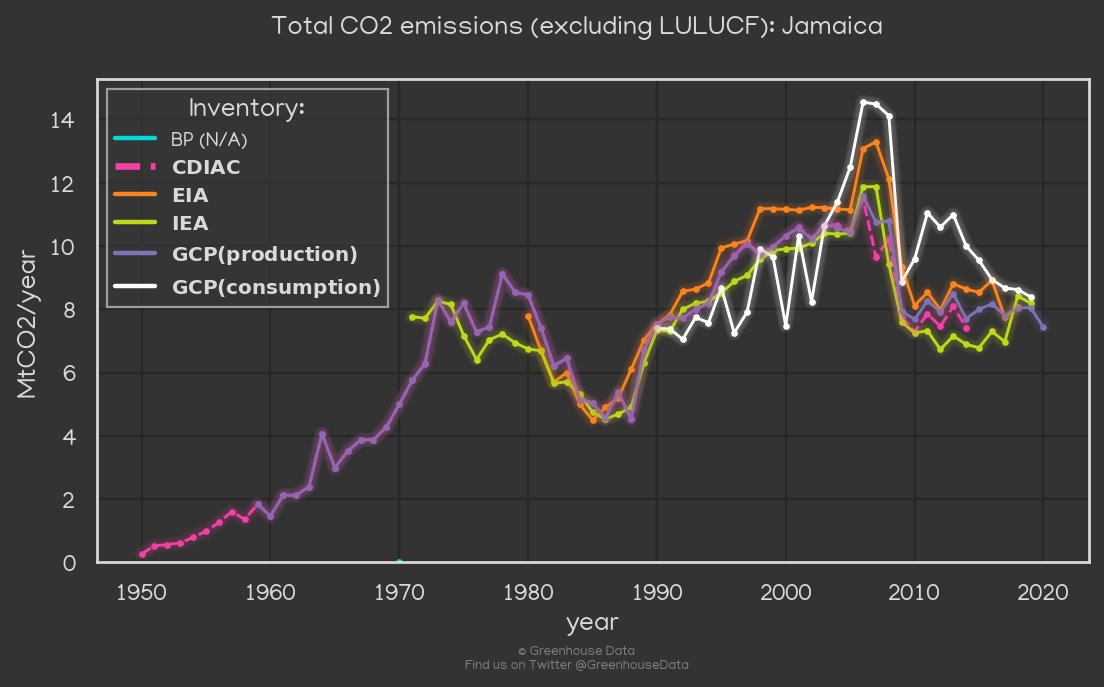 Total CO2 emissions (excluding LULUCF): Jamaica
Inventory:
BP (N/A)
CDIAC
EIA
IEA
GCP(production)
GCP(consumption)
MtCO2/year
14
12
10
8
6
4
2
0
1950 1960 1970 1980 1990 2000 2010 2020
year
© Greenhouse Data
Find us on Twitter @GreenhouseData